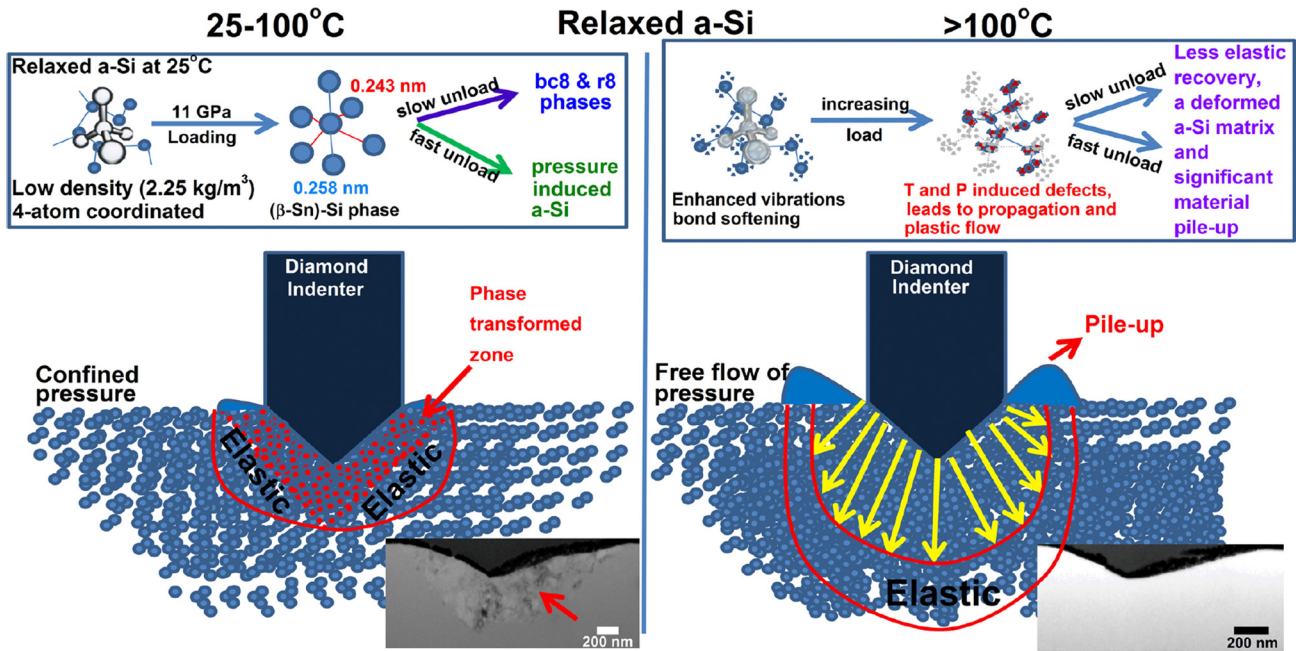 25-100°C
Relaxed a-Si
>100°C
Relaxed a-Si at 25°C
11 GPa
Loading
Low density (2.25 kg/m³)
4-atom coordinated
0.243 nm
0.258 nm
(β-Sn)-Si phase
slow unload
fast unload
bc8 & r8
phases
pressure
induced
a-Si
Enhanced vibrations
bond softening
increasing
load
T and P induced defects,
leads to propagation and
plastic flow
slow unload
fast unload
Less elastic
recovery,
a deformed
a-Si matrix
and
significant
material
pile-up
Diamond
Indenter
Phase
transformed
zone
Confined
pressure
Elastic
Elastic
200 nm
Diamond
Indenter
Pile-up
Free flow of
pressure
Elastic
200 nm